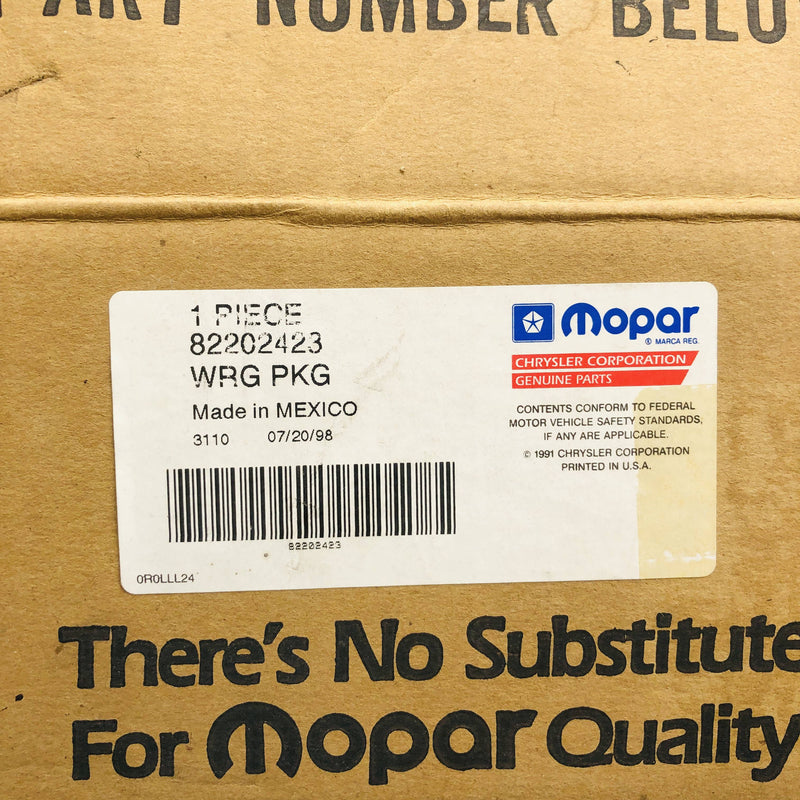 PART NUMBER BELOW
1 PIECE
82202423
WRG PKG
Made in MEXICO
3110 07/20/98
82202423
0R0LLL24
Mopar
® MARCA REG.
CHRYSLER CORPORATION
GENUINE PARTS
CONTENTS CONFORM TO FEDERAL
MOTOR VEHICLE SAFETY STANDARDS,
IF ANY ARE APPLICABLE.
© 1991 CHRYSLER CORPORATION
PRINTED IN U.S.A.
There's No Substitute
For Mopar Quality